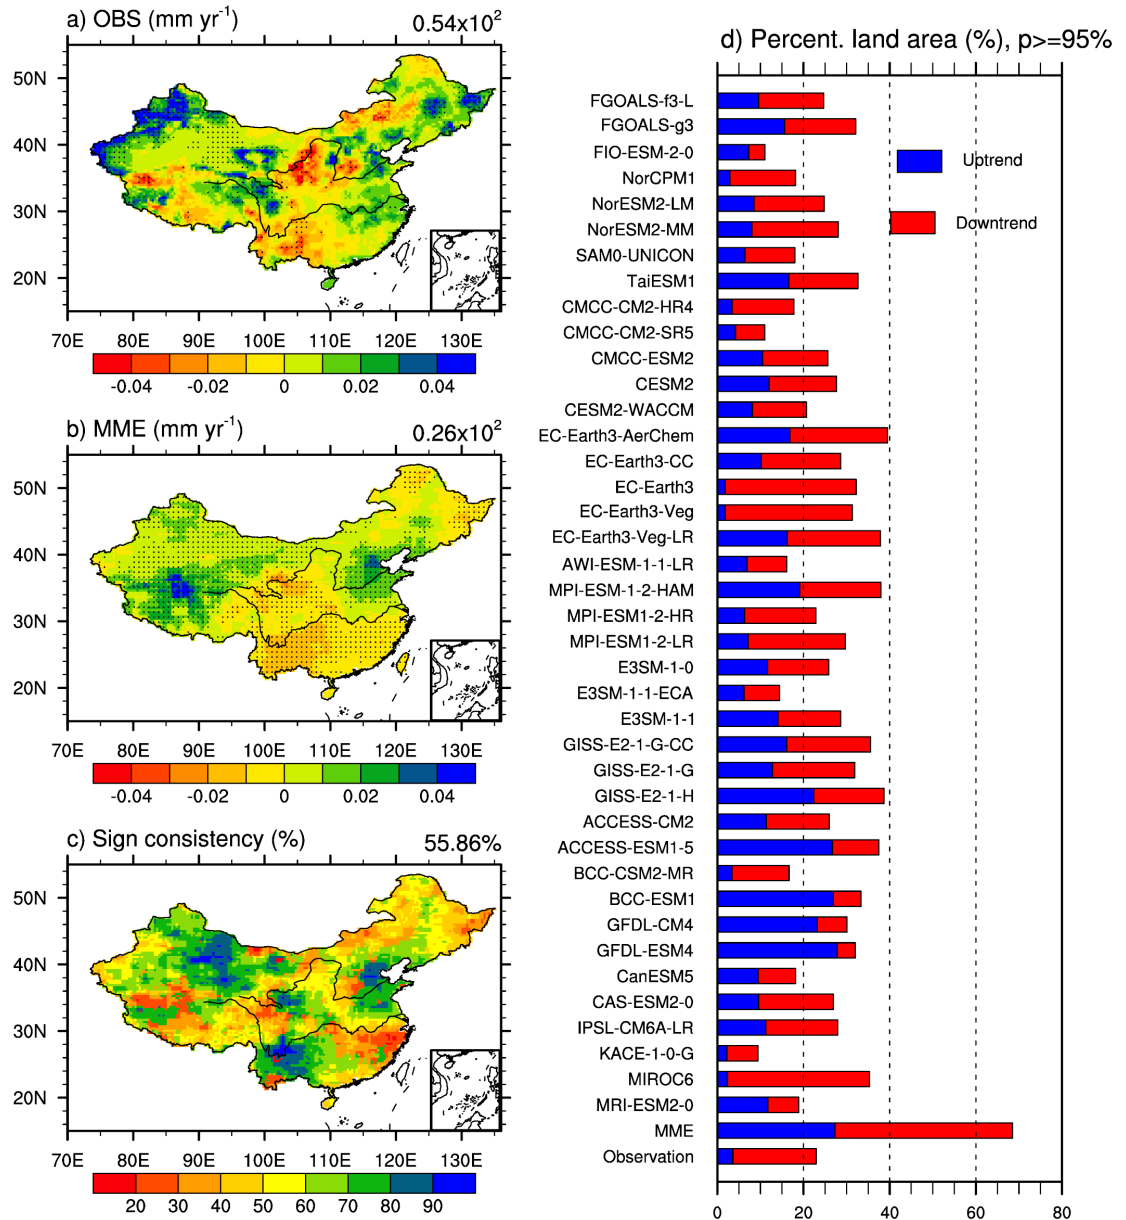 a) OBS (mm yr-1) 0.54x10²
50N
40N
30N
20N
70E 80E 90E 100E 110E 120E 130E
-0.04 -0.02 0 0.02 0.04
b) MME (mm yr-1) 0.26x10²
50N
40N
30N
20N
70E 80E 90E 100E 110E 120E 130E
-0.04 -0.02 0 0.02 0.04
c) Sign consistency (%) 55.86%
50N
40N
30N
20N
70E 80E 90E 100E 110E 120E 130E
20 30 40 50 60 70 80 90
d) Percent. land area (%), p>=95%
Uptrend
Downtrend
FGOALS-f3-L
FGOALS-g3
FIO-ESM-2-0
NorCPM1
NorESM2-LM
NorESM2-MM
SAM0-UNICON
TaiESM1
CMCC-CM2-HR4
CMCC-CM2-SR5
CMCC-ESM2
CESM2
CESM2-WACCM
EC-Earth3-AerChem
EC-Earth3-CC
EC-Earth3
EC-Earth3-Veg
EC-Earth3-Veg-LR
AWI-ESM-1-1-LR
MPI-ESM-1-2-HAM
MPI-ESM1-2-HR
MPI-ESM1-2-LR
E3SM-1-0
E3SM-1-1-ECA
E3SM-1-1
GISS-E2-1-G-CC
GISS-E2-1-G
GISS-E2-1-H
ACCESS-CM2
ACCESS-ESM1-5
BCC-CSM2-MR
BCC-ESM1
GFDL-CM4
GFDL-ESM4
CanESM5
CAS-ESM2-0
IPSL-CM6A-LR
KACE-1-0-G
MIROC6
MRI-ESM2-0
MME
Observation
0 20 40 60 80